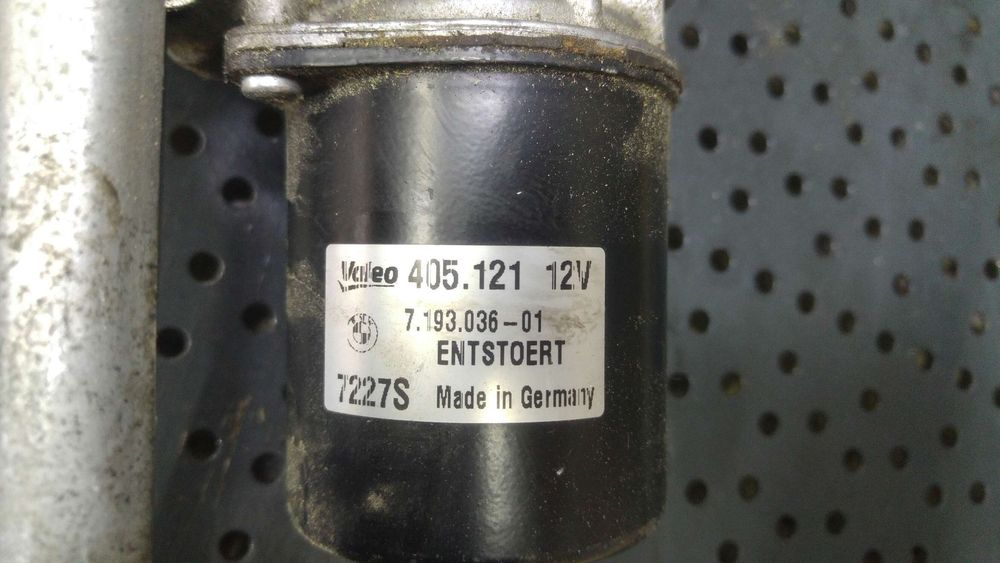 Valeo 405.121 12V
7.193.036-01
ENTSTOERT
7227S Made in Germany